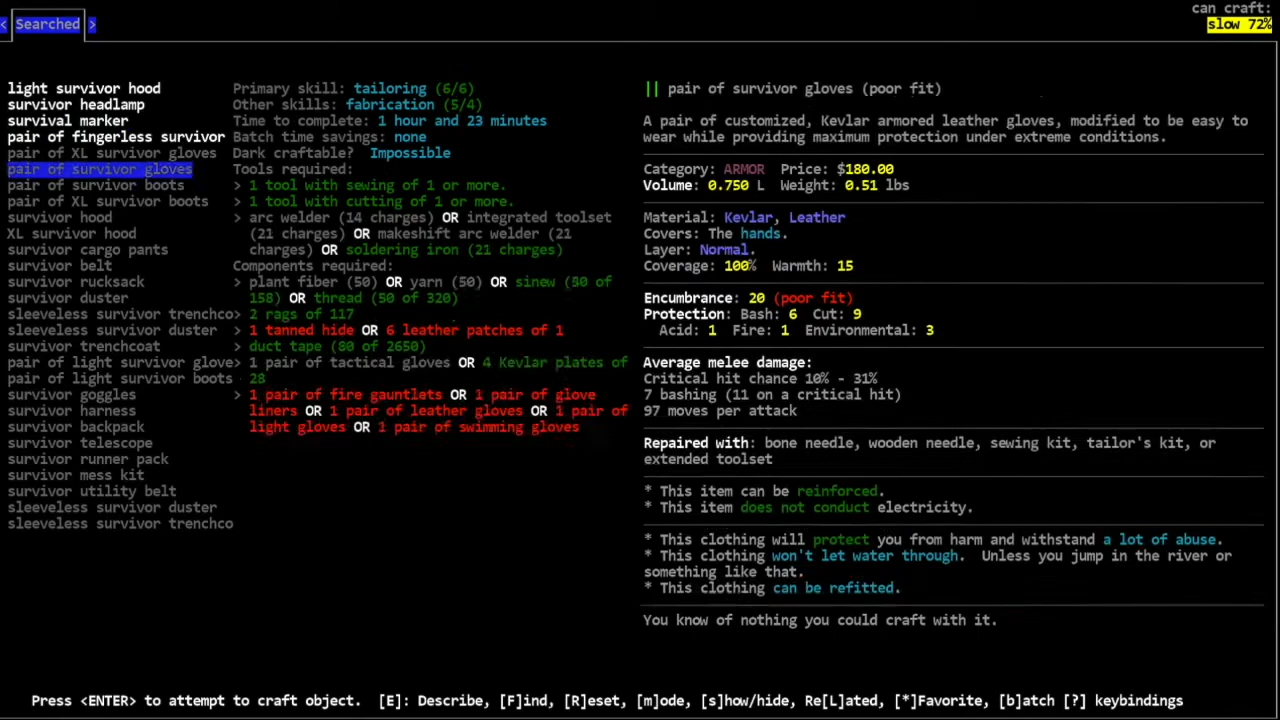 can craft:
< Searched >
slow 72%
light survivor hood
survivor headlamp
survival marker
pair of fingerless survivor
pair of XL survivor gloves
pair of survivor gloves
pair of survivor boots
pair of XL survivor boots
survivor hood
XL survivor hood
survivor cargo pants
survivor belt
survivor rucksack
survivor duster
sleeveless survivor trenchco
sleeveless survivor duster
survivor trenchcoat
pair of light survivor glove
pair of light survivor boots
survivor goggles
survivor harness
survivor backpack
survivor telescope
survivor runner pack
survivor mess kit
survivor utility belt
sleeveless survivor duster
sleeveless survivor trenchco
Primary skill: tailoring (6/6)
Other skills: fabrication (5/4)
Time to complete: 1 hour and 23 minutes
Batch time savings: none
Dark craftable? Impossible
Tools required:
> 1 tool with sewing of 1 or more.
> 1 tool with cutting of 1 or more.
> arc welder (14 charges) OR integrated toolset
(21 charges) OR makeshift arc welder (21
charges) OR soldering iron (21 charges)
Components required:
> plant fiber (50) OR yarn (50) OR sinew (50 of
158) OR thread (50 of 320)
> 2 rags of 117
> 1 tanned hide OR 6 leather patches of 1
> duct tape (80 of 2650)
> 1 pair of tactical gloves OR 4 Kevlar plates of
28
> 1 pair of fire gauntlets OR 1 pair of glove
liners OR 1 pair of leather gloves OR 1 pair of
light gloves OR 1 pair of swimming gloves
|| pair of survivor gloves (poor fit)
A pair of customized, Kevlar armored leather gloves, modified to be easy to
wear while providing maximum protection under extreme conditions.
Category: ARMOR Price: $180.00
Volume: 0.750 L Weight: 0.51 lbs
Material: Kevlar, Leather
Covers: The hands.
Layer: Normal.
Coverage: 100% Warmth: 15
Encumbrance: 20 (poor fit)
Protection: Bash: 6 Cut: 9
Acid: 1 Fire: 1 Environmental: 3
Average melee damage:
Critical hit chance 10% - 31%
7 bashing (11 on a critical hit)
97 moves per attack
Repaired with: bone needle, wooden needle, sewing kit, tailor's kit, or
extended toolset
* This item can be reinforced.
* This item does not conduct electricity.
* This clothing will protect you from harm and withstand a lot of abuse.
* This clothing won't let water through. Unless you jump in the river or
something like that.
* This clothing can be refitted.
You know of nothing you could craft with it.
Press <ENTER> to attempt to craft object. [E]: Describe, [F]ind, [R]eset, [m]ode, [s]how/hide, Re[L]ated, [*]Favorite, [b]atch [?] keybindings